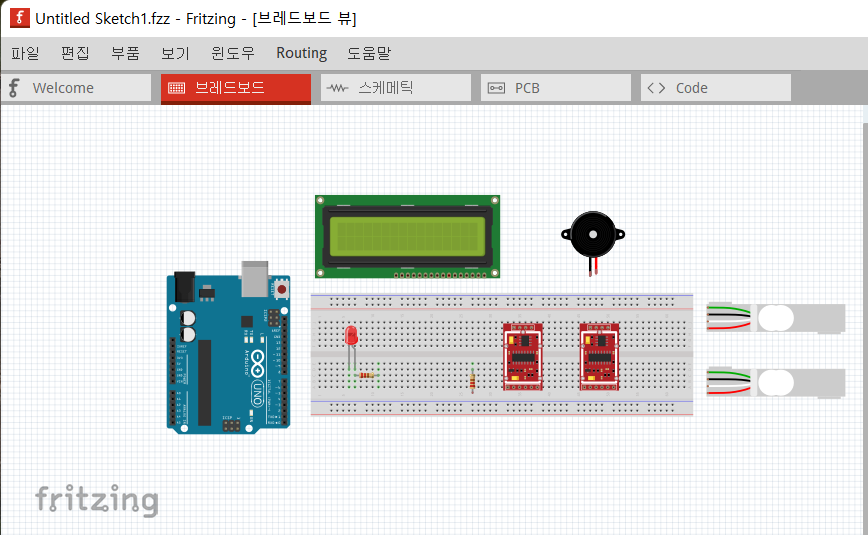 Untitled Sketch1.fzz - Fritzing - [브레드보드 뷰]
파일 편집 부품 보기 윈도우 Routing 도움말
Welcome 브레드보드 스케메틱 PCB Code
Arduino
UNO
fritzing